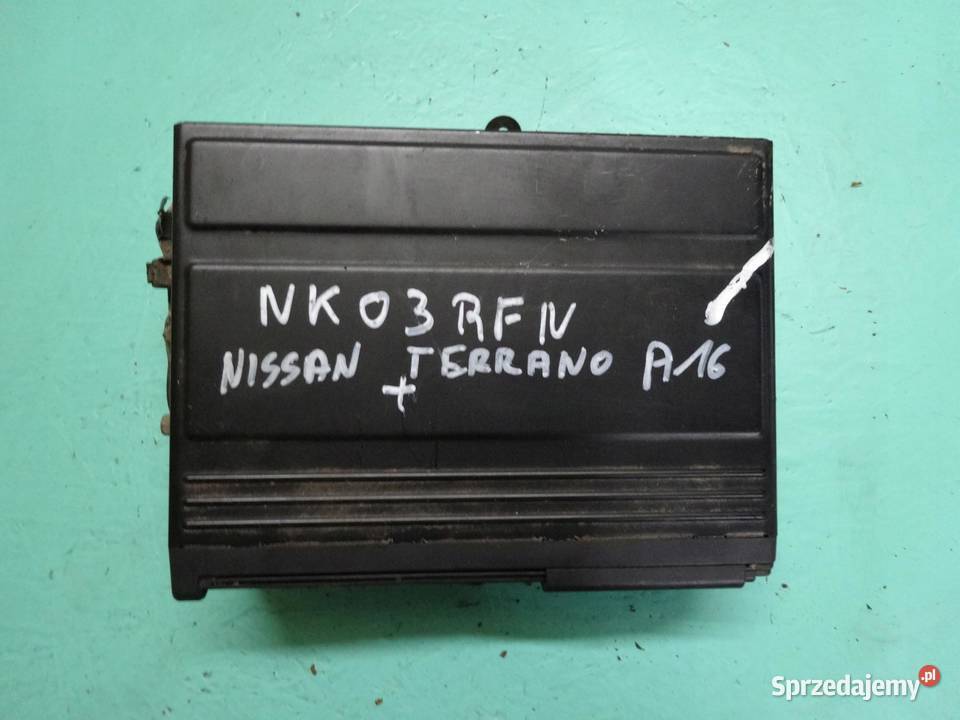 NK03RFN
NISSAN TERRANO A16
+
Sprzedajemy.pl